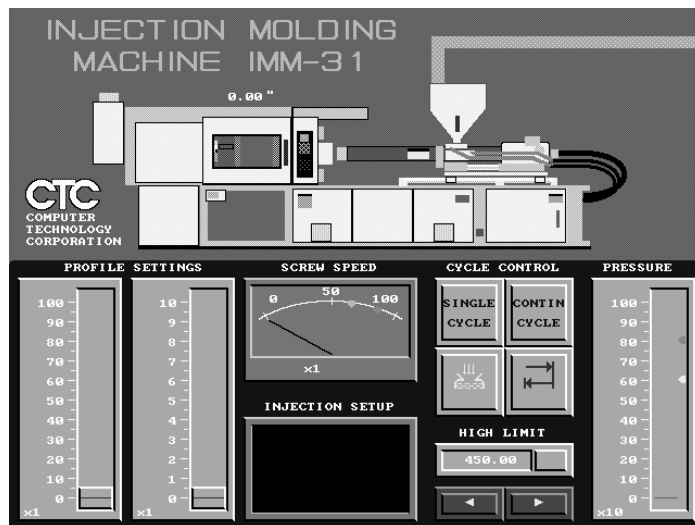 INJECTION MOLDING
MACHINE IMM-31
0.00"
CTC
COMPUTER
TECHNOLOGY
CORPORATION
PROFILE SETTINGS
SCREW SPEED
CYCLE CONTROL
PRESSURE
100
90
80
70
60
50
40
30
20
10
0
x1
10
9
8
7
6
5
4
3
2
1
0
x1
0 50 100
x1
INJECTION SETUP
SINGLE
CYCLE
CONTIN
CYCLE
HIGH LIMIT
450.00
100
90
80
70
60
50
40
30
20
10
0
x10